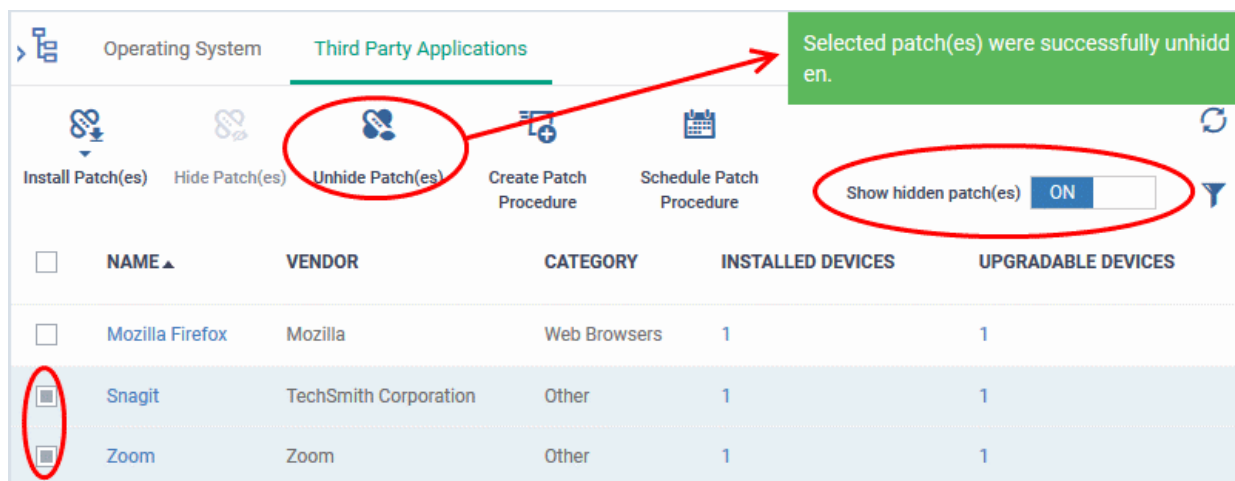 Operating System
Third Party Applications
Selected patch(es) were successfully unhidd
en.
Install Patch(es)
Hide Patch(es)
Unhide Patch(es)
Create Patch
Procedure
Schedule Patch
Procedure
Show hidden patch(es) ON
NAME VENDOR CATEGORY INSTALLED DEVICES UPGRADABLE DEVICES
Mozilla Firefox Mozilla Web Browsers 1 1
Snagit TechSmith Corporation Other 1 1
Zoom Zoom Other 1 1